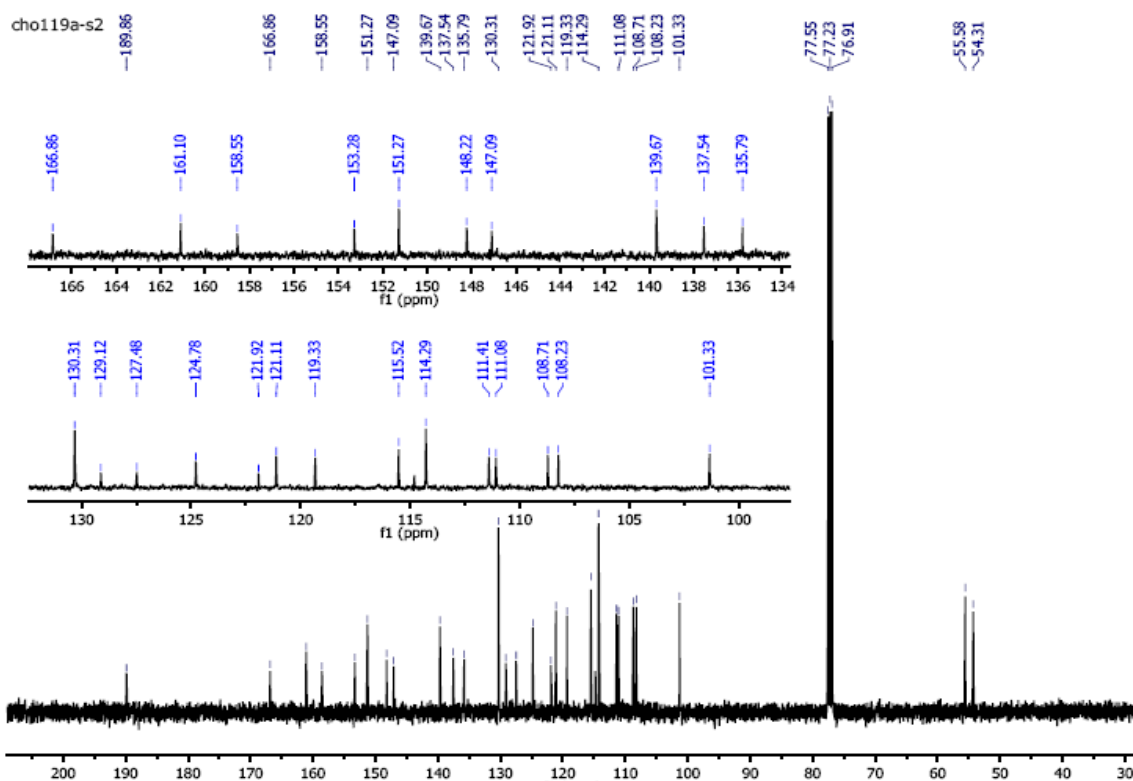 cho119a-s2
189.86 166.86 158.55 151.27 147.09 139.67 137.54 135.79 130.31 121.92 121.11 119.33 114.29 111.08 108.71 108.23 101.33 77.55 77.23 76.91 55.58 54.31
166.86 161.10 158.55 153.28 151.27 148.22 147.09 139.67 137.54 135.79
166 164 162 160 158 156 154 152 150 148 146 144 142 140 138 136 134
f1 (ppm)
130.31 129.12 127.48 124.78 121.92 121.11 119.33 115.52 114.29 111.41 111.08 108.71 108.23 101.33
130 125 120 115 110 105 100
f1 (ppm)
200 190 180 170 160 150 140 130 120 110 100 90 80 70 60 50 40 30